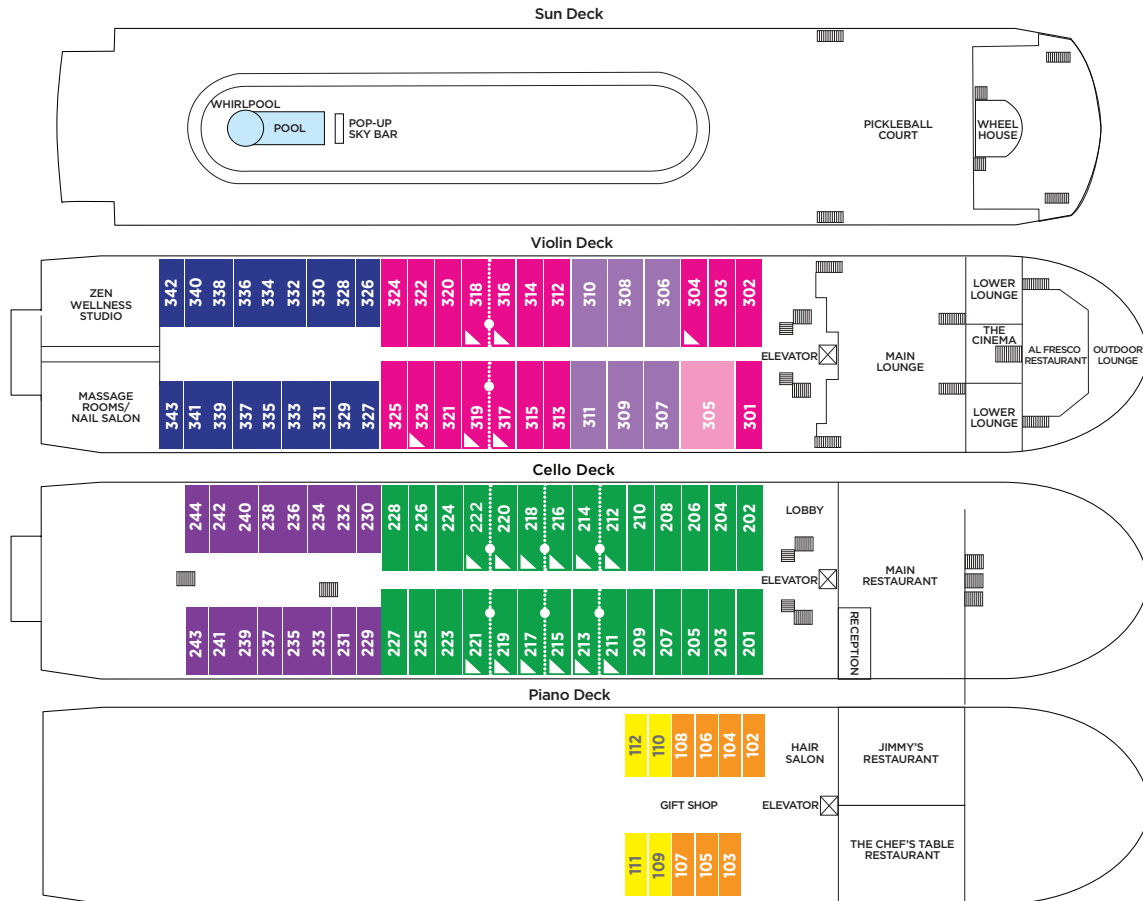 Sun Deck
WHIRLPOOL
POOL
POP-UP
SKY BAR
PICKLEBALL
COURT
WHEEL
HOUSE
Violin Deck
ZEN
WELLNESS
STUDIO
342
340
338
336
334
332
330
328
326
324
322
320
318
316
314
312
310
308
306
304
303
302
ELEVATOR
MAIN
LOUNGE
LOWER
LOUNGE
THE
CINEMA
AL FRESCO
RESTAURANT
OUTDOOR
LOUNGE
LOWER
LOUNGE
MASSAGE
ROOMS/
NAIL SALON
343
341
339
337
335
333
331
329
327
325
323
321
319
317
315
313
311
309
307
305
301
Cello Deck
244
242
240
238
236
234
232
230
228
226
224
222
220
218
216
214
212
210
208
206
204
202
LOBBY
ELEVATOR
MAIN
RESTAURANT
RECEPTION
243
241
239
237
235
233
231
229
227
225
223
221
219
217
215
213
211
209
207
205
203
201
Piano Deck
112
110
108
106
104
102
HAIR
SALON
JIMMY'S
RESTAURANT
GIFT SHOP
ELEVATOR
111
109
107
105
103
THE CHEF'S TABLE
RESTAURANT